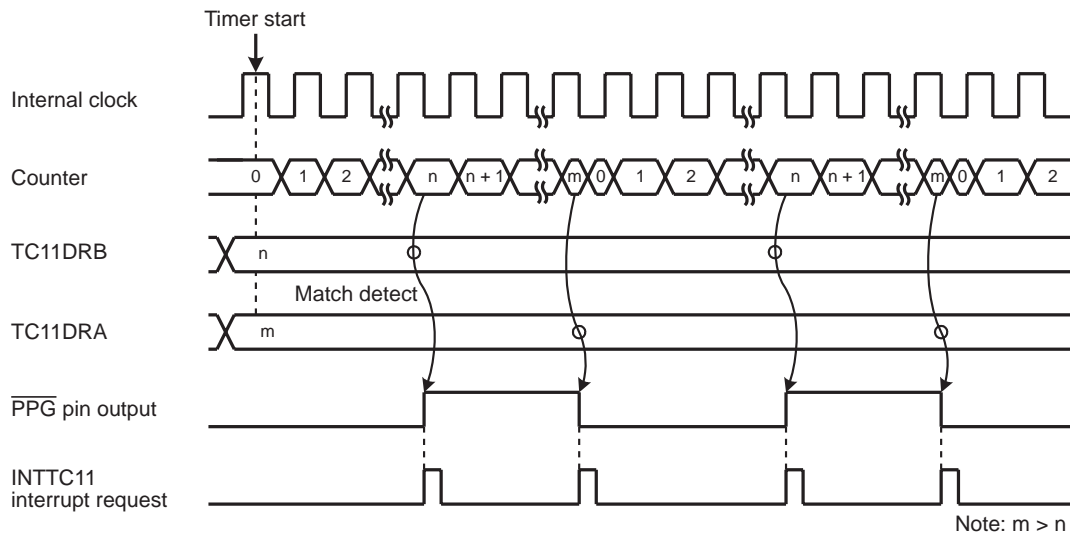 Timer start
Internal clock
Counter
0 1 2 n n + 1 m 0 1 2 n n + 1 m 0 1 2
TC11DRB
n
Match detect
TC11DRA
m
PPG pin output
INTTC11
interrupt request
Note: m > n